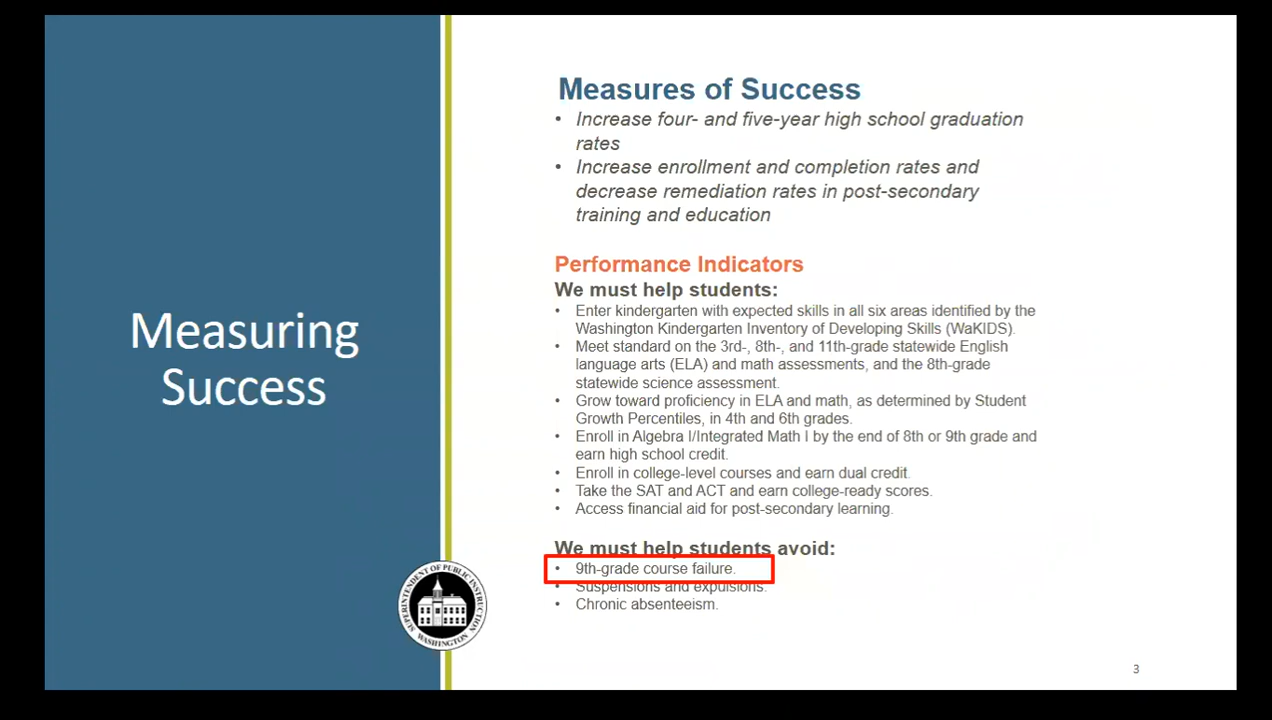 Measuring
Success
Measures of Success
• Increase four- and five-year high school graduation
rates
• Increase enrollment and completion rates and
decrease remediation rates in post-secondary
training and education
Performance Indicators
We must help students:
• Enter kindergarten with expected skills in all six areas identified by the
Washington Kindergarten Inventory of Developing Skills (WaKIDS).
• Meet standard on the 3rd-, 8th-, and 11th-grade statewide English
language arts (ELA) and math assessments, and the 8th-grade
statewide science assessment.
• Grow toward proficiency in ELA and math, as determined by Student
Growth Percentiles, in 4th and 6th grades.
• Enroll in Algebra I/Integrated Math I by the end of 8th or 9th grade and
earn high school credit.
• Enroll in college-level courses and earn dual credit.
• Take the SAT and ACT and earn college-ready scores.
• Access financial aid for post-secondary learning.
We must help students avoid:
• 9th-grade course failure.
• Suspensions and expulsions.
• Chronic absenteeism.
SUPERINTENDENT OF PUBLIC INSTRUCTION
WASHINGTON
3